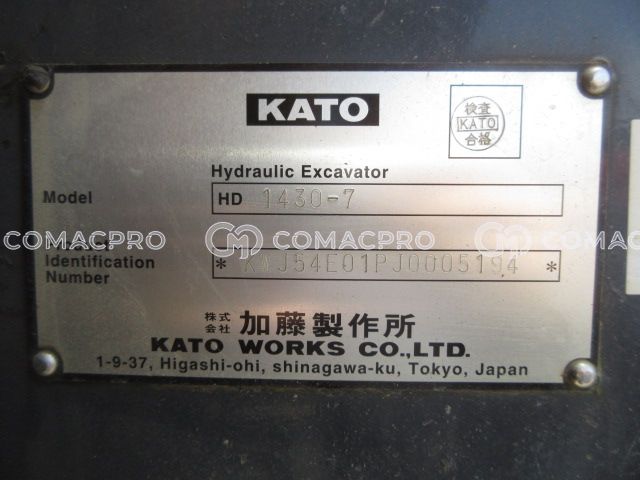 KATO
検査
KATO
合格
Hydraulic Excavator
Model HD 1430-7
COMACPRO COMACPRO COMACPRO
Identification
Number
株式会社 加藤製作所
KATO WORKS CO.,LTD.
1-9-37, Higashi-ohi, shinagawa-ku, Tokyo, Japan